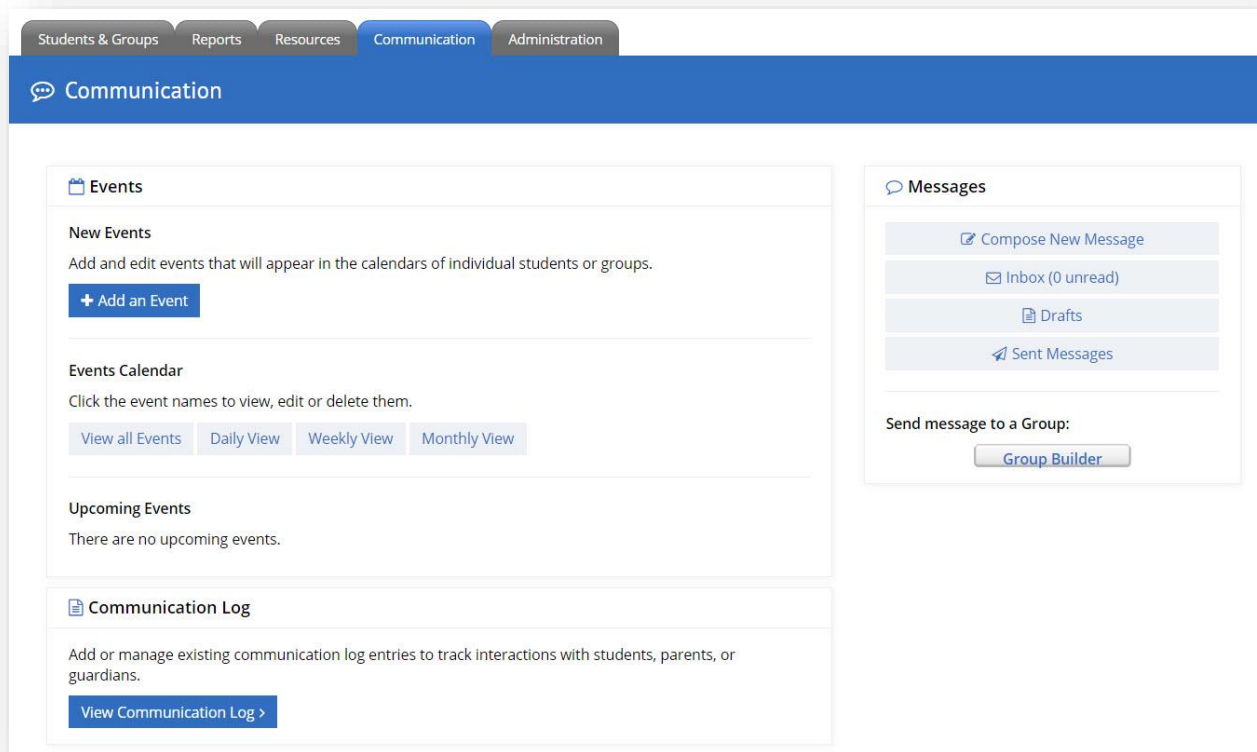 Students & Groups Reports Resources Communication Administration
Communication
Events
New Events
Add and edit events that will appear in the calendars of individual students or groups.
+ Add an Event
Events Calendar
Click the event names to view, edit or delete them.
View all Events Daily View Weekly View Monthly View
Upcoming Events
There are no upcoming events.
Communication Log
Add or manage existing communication log entries to track interactions with students, parents, or
guardians.
View Communication Log >
Messages
Compose New Message
Inbox (0 unread)
Drafts
Sent Messages
Send message to a Group:
Group Builder